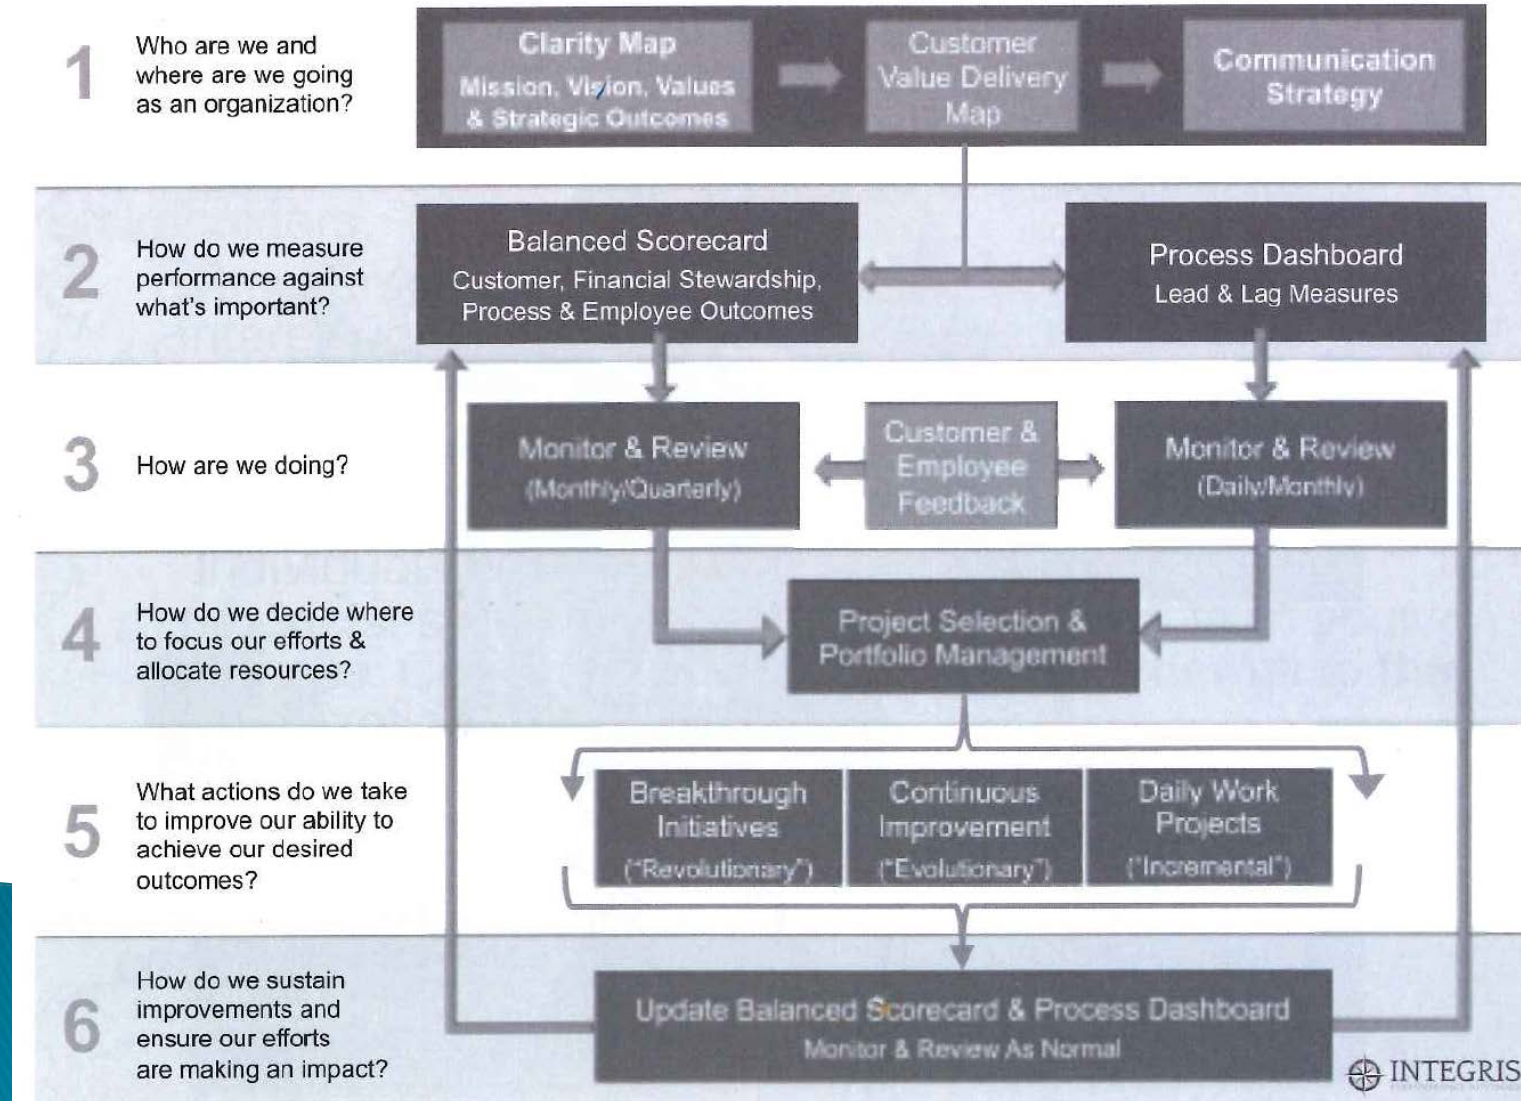 1
Who are we and
where are we going
as an organization?
Clarity Map
Mission, Vision, Values
& Strategic Outcomes
Customer
Value Delivery
Map
Communication
Strategy
2
How do we measure
performance against
what's important?
Balanced Scorecard
Customer, Financial Stewardship,
Process & Employee Outcomes
Process Dashboard
Lead & Lag Measures
3
How are we doing?
Monitor & Review
(Monthly/Quarterly)
Customer &
Employee
Feedback
Monitor & Review
(Daily/Monthly)
4
How do we decide where
to focus our efforts &
allocate resources?
Project Selection &
Portfolio Management
5
What actions do we take
to improve our ability to
achieve our desired
outcomes?
Breakthrough
Initiatives
("Revolutionary")
Continuous
Improvement
("Evolutionary")
Daily Work
Projects
("Incremental")
6
How do we sustain
improvements and
ensure our efforts
are making an impact?
Update Balanced Scorecard & Process Dashboard
Monitor & Review As Normal
INTEGRIS